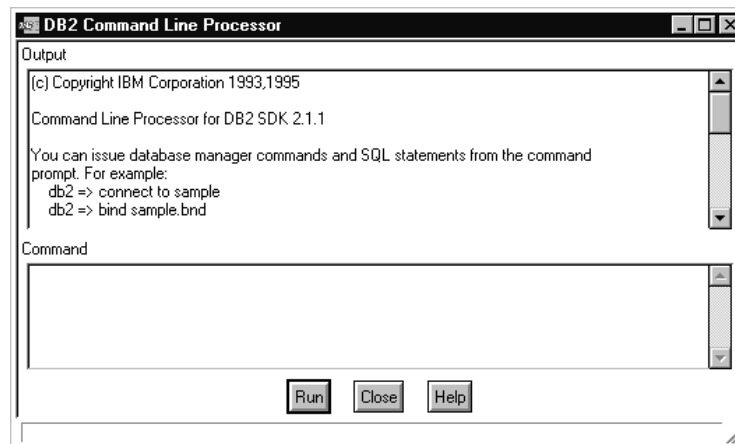 DB2 Command Line Processor
Output
(c) Copyright IBM Corporation 1993,1995
Command Line Processor for DB2 SDK 2.1.1
You can issue database manager commands and SQL statements from the command
prompt. For example:
db2 => connect to sample
db2 => bind sample.bnd
Command
Run Close Help